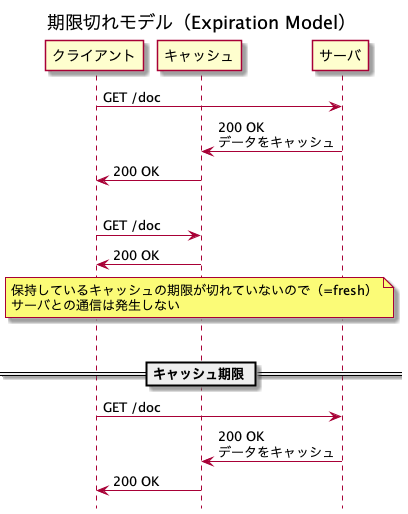 期限切れモデル（Expiration Model）
クライアント
キャッシュ
サーバ
GET /doc
200 OK
データをキャッシュ
200 OK
GET /doc
200 OK
保持しているキャッシュの期限が切れていないので（=fresh）
サーバとの通信は発生しない
キャッシュ期限
GET /doc
200 OK
データをキャッシュ
200 OK